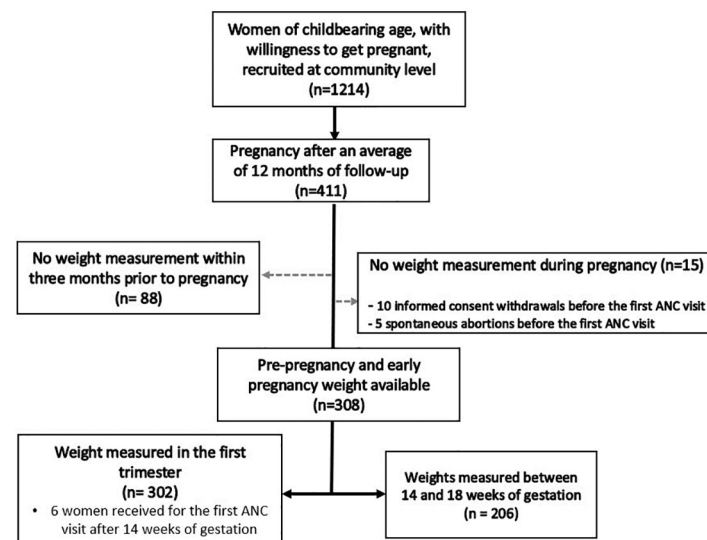 Women of childbearing age, with
willingness to get pregnant,
recruited at community level
(n=1214)
Pregnancy after an average
of 12 months of follow-up
(n=411)
No weight measurement within
three months prior to pregnancy
(n= 88)
No weight measurement during pregnancy (n=15)
- 10 informed consent withdrawals before the first ANC visit
- 5 spontaneous abortions before the first ANC visit
Pre-pregnancy and early
pregnancy weight available
(n=308)
Weight measured in the first
trimester
(n= 302)
• 6 women received for the first ANC
visit after 14 weeks of gestation
Weights measured between
14 and 18 weeks of gestation
(n = 206)